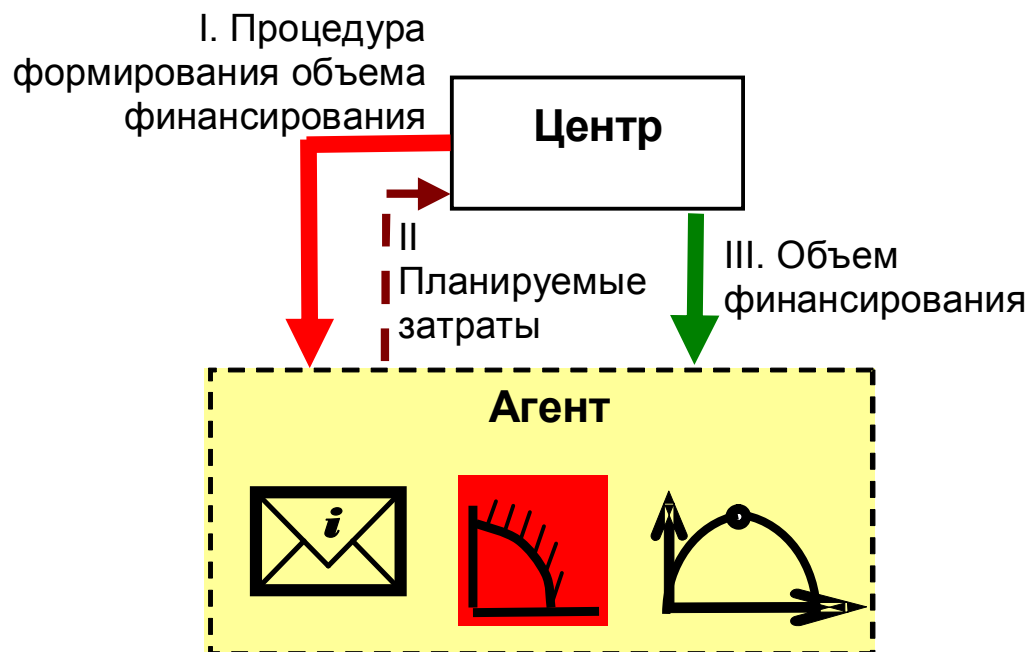 I. Процедура
формирования объема
финансирования
Центр
II
Планируемые
затраты
III. Объем
финансирования
Агент
i